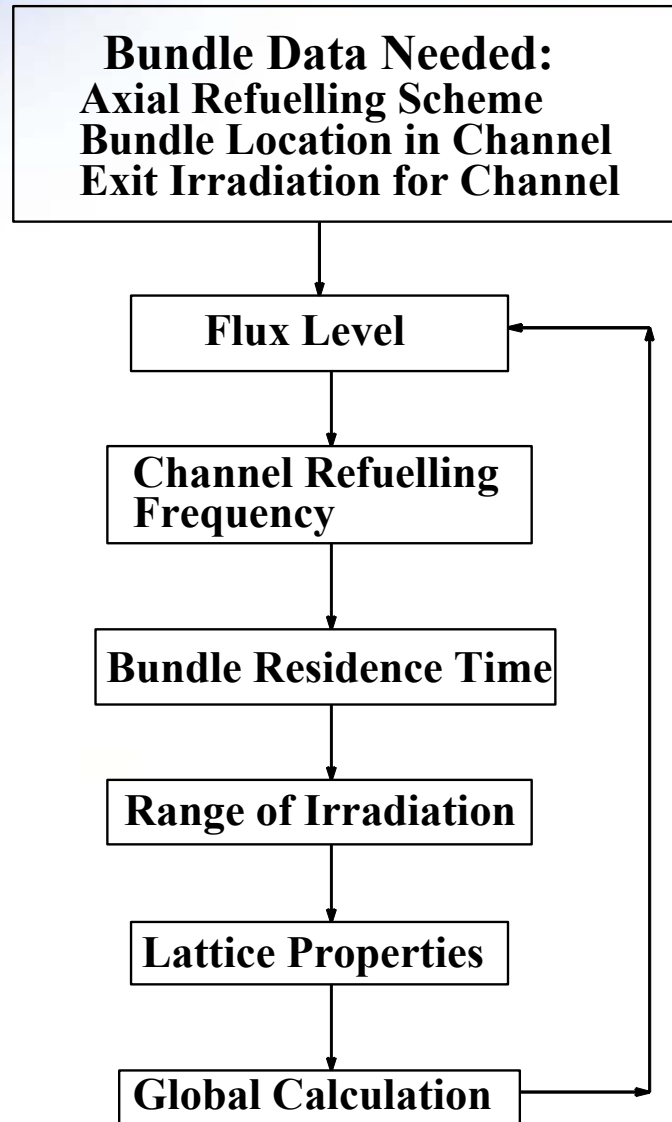 Bundle Data Needed:
Axial Refuelling Scheme
Bundle Location in Channel
Exit Irradiation for Channel
Flux Level
Channel Refuelling
Frequency
Bundle Residence Time
Range of Irradiation
Lattice Properties
Global Calculation